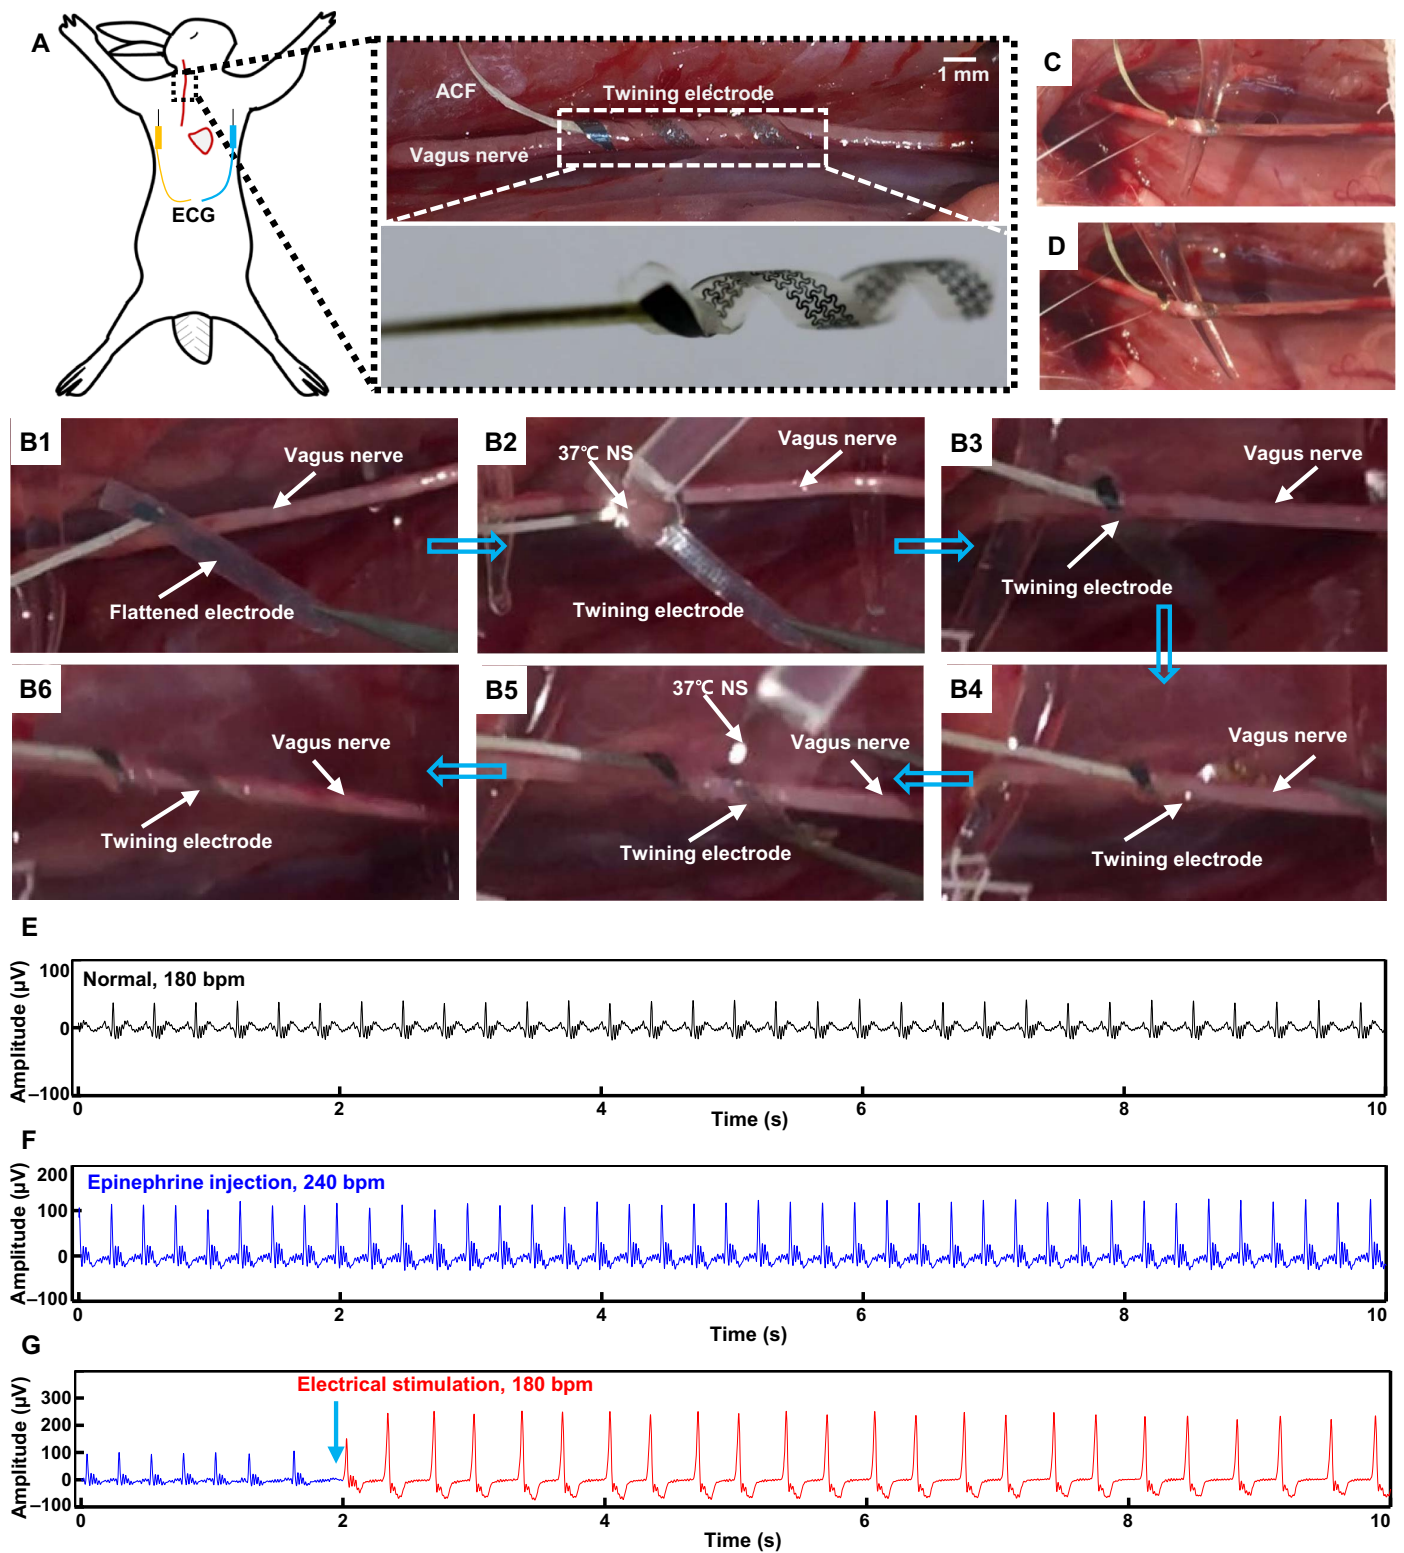 A
ACF
Twining electrode
1 mm
Vagus nerve
ECG
C
D
B1
Vagus nerve
Flattened electrode
B2
37℃ NS
Vagus nerve
Twining electrode
B3
Vagus nerve
Twining electrode
B6
Vagus nerve
Twining electrode
B5
37℃ NS
Vagus nerve
Twining electrode
B4
Vagus nerve
Twining electrode
E
Amplitude (µV)
100
0
–100
Normal, 180 bpm
0 2 4 6 8 10
Time (s)
F
Amplitude (µV)
200
100
0
–100
Epinephrine injection, 240 bpm
0 2 4 6 8 10
Time (s)
G
Amplitude (µV)
300
200
100
0
–100
Electrical stimulation, 180 bpm
0 2 4 6 8 10
Time (s)